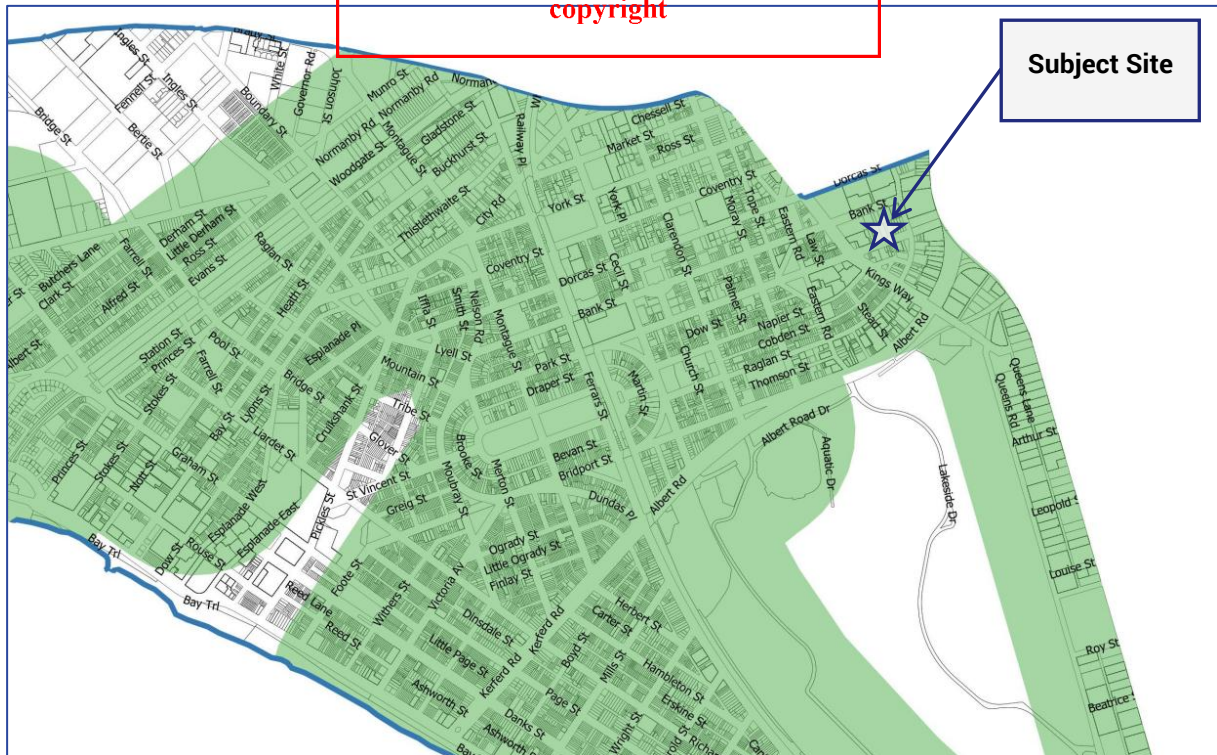 copyright
Subject Site
Ingles St
Fennell St
Ingles St
White St
Governor Rd
Johnson St
Boundary St
Bridge St
Bertie St
Munro St
Normanby Rd
Normanby Rd
Montague St
Gladstone St
Woodgate St
Buckhurst St
Railway Pl
Chessell St
Market St
Ross St
Thistlethwaite St
City Rd
York St
York Pl
Coventry St
Tope St
Moray St
Clarendon St
Eastern Rd
Law St
Dorcas St
Bank St
Derham St
Little Derham St
Ross St
Evans St
Raglan St
Heath St
Butchers Lane
Clark St
Farrell St
Alfred St
Albert St
Coventry St
Dorcas St
Cecil St
Bank St
Kings Way
Palmer St
Napier St
Cobden St
Eastern Rd
Stead St
Albert Rd
Dow St
Raglan St
Thomson St
Church St
Iffla St
Smith St
Nelson Rd
Montague St
Lyell St
Esplanade Pl
Mountain St
Park St
Draper St
Ferrars St
Martin St
Station St
Princes St
Pool St
Farrell St
Stokes St
Lyons St
Bridge St
Cruikshank St
Bay St
Liardet St
Tribe St
Glover St
Brooke St
Moubray St
Merton St
Bevan St
Bridport St
Dundas Pl
Albert Rd
Albert Road Dr
Aquatic Dr
Lakeside Dr
Queens Lane
Queens Rd
Arthur St
Leopold S
Louise St
Roy St
Beatrice
Princes St
Stokes St
Nott St
Graham St
Esplanade West
Esplanade East
Pickles St
St Vincent St
Greig St
Dow St
Rouse St
Bay Trl
Bay Trl
Reed Lane
Reed St
Foote St
Withers St
Victoria Av
Ogrady St
Little Ogrady St
Finlay St
Dinsdale St
Little Page St
Kerferd Rd
Kerferd Rd
Ashworth St
Herbert St
Carter St
Boyd St
Mills St
Hambleton St
Erskine St
Page St
Danks St
Wright St
Ashworth